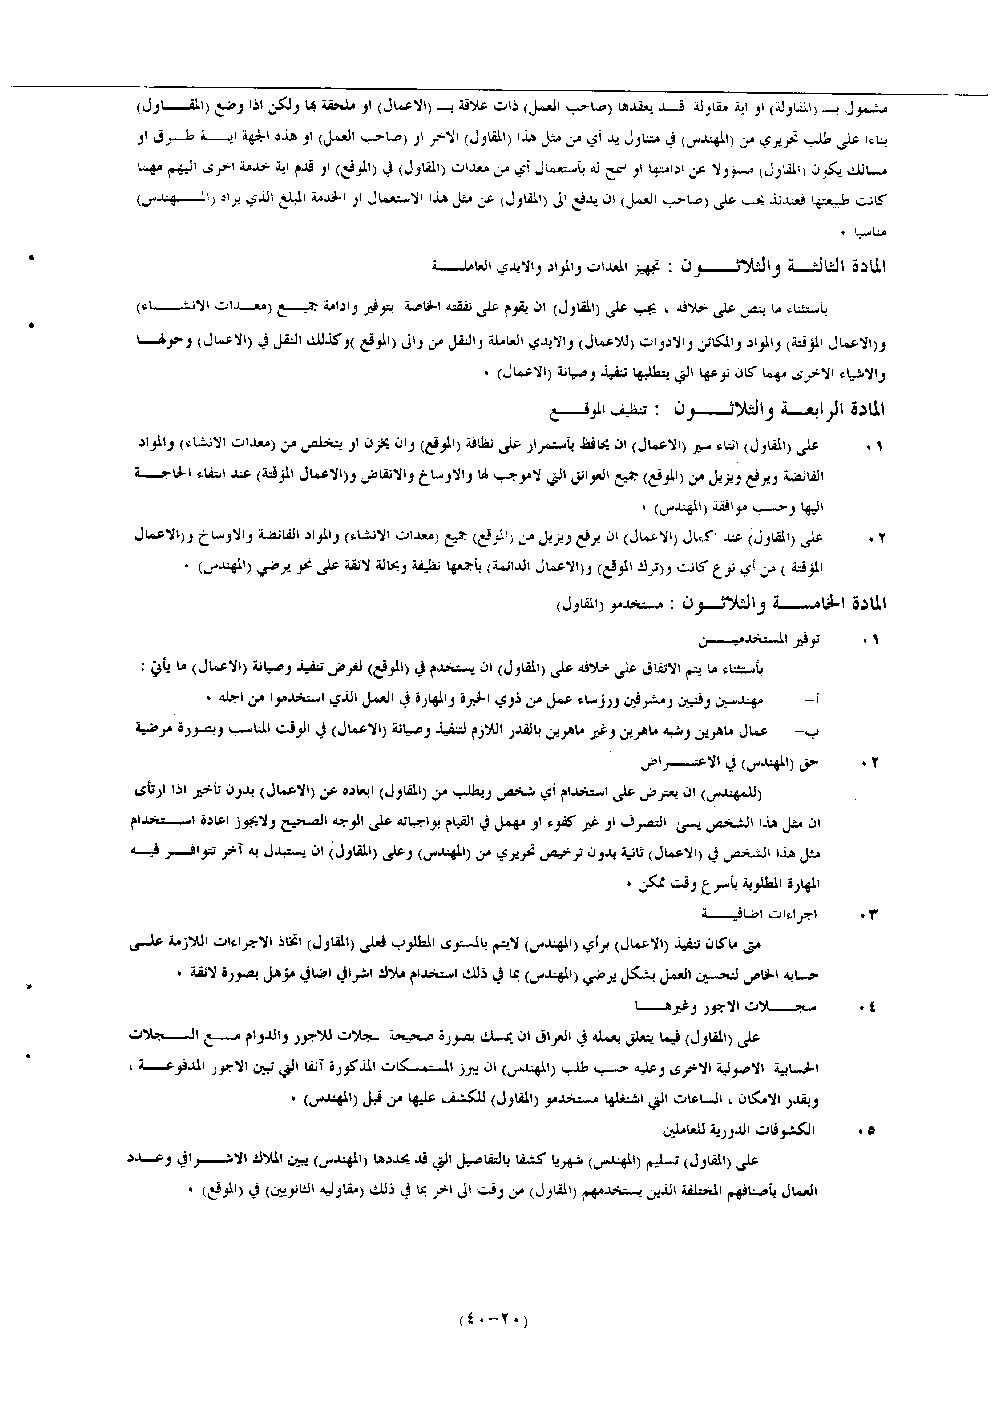 مشمول بـ (المقاولة) او اية مقاولة قد يعقدها (صاحب العمل) ذات علاقة بـ (الاعمال) او ملحقة بها ولكن اذا وضع (المقاول)
بناءا على طلب تحريري من (المهندس) في متناول يد أي من مثل هذا (المقاول) الاخر او (صاحب العمل) او هذه الجهة اية طرق او
مسالك يكون (المقاول) مسؤولا عن ادامتها او سمح له بأستعمال أي من معدات (المقاول) في (الموقع) او قدم اية خدمة اخرى اليهم مهما
كانت طبيعتها فعندئذ يجب على (صاحب العمل) ان يدفع الى (المقاول) عن مثل هذا الاستعمال او الخدمة المبلغ الذي يراه (المهندس)
مناسبا ٠
المادة الثالثة والثلاثون : تجهيز المعدات والمواد والايدي العاملة
بأستثناء ما ينص على خلافه ، يجب على (المقاول) ان يقوم على نفقته الخاصة بتوفير وادامة جميع (معدات الانشاء)
و(الاعمال المؤقتة) والمواد والمكائن والادوات (للاعمال) والايدي العاملة والنقل من والى (الموقع )وكذلك النقل في (الاعمال) وحولها
والاشياء الاخرى مهما كان نوعها التي يتطلبها تنفيذ وصيانة (الاعمال) ٠
المادة الرابعة والثلاثون : تنظيف الموقع
١٠ على (المقاول) اثناء سير (الاعمال) ان يحافظ بأستمرار على نظافة (الموقع) وان يخزن او يتخلص من (معدات الانشاء) والمواد
الفائضة ويرفع ويزيل من (الموقع) جميع العوائق التي لاموجب لها والاوساخ والانقاض و(الاعمال المؤقتة) عند انتفاء الحاجة
اليها وحسب موافقة (المهندس) ٠
٢٠ على (المقاول) عند اكمال (الاعمال) ان يرفع ويزيل من (الموقع) جميع (معدات الانشاء) والمواد الفائضة والاوساخ و(الاعمال
المؤقتة ) من أي نوع كانت و(ترك الموقع) و(الاعمال الدائمة) بأجمعها نظيفة وبحالة لائقة على نحو يرضي (المهندس) ٠
المادة الخامسة والثلاثون : مستخدمو (المقاول)
١٠ توفير المستخدمين
بأستثناء ما يتم الاتفاق على خلافه على (المقاول) ان يستخدم في (الموقع) لغرض تنفيذ وصيانة (الاعمال) ما يأتي :
أ– مهندسين وفنيين ومشرفين ورؤساء عمل من ذوي الخبرة والمهارة في العمل الذي استخدموا من اجله ٠
ب– عمال ماهرين وشبه ماهرين وغير ماهرين بالقدر اللازم لتنفيذ وصيانة (الاعمال) في الوقت المناسب وبصورة مرضية
٢٠ حق (المهندس) في الاعتراض
(للمهندس) ان يعترض على استخدام أي شخص ويطلب من (المقاول) ابعاده عن (الاعمال) بدون تأخير اذا ارتأى
ان مثل هذا الشخص يسئ التصرف او غير كفوء او مهمل في القيام بواجباته على الوجه الصحيح ولايجوز اعادة استخدام
مثل هذا الشخص في (الاعمال) ثانية بدون ترخيص تحريري من (المهندس) وعلى (المقاول) ان يستبدل به آخر تتوافر فيه
المهارة المطلوبة بأسرع وقت ممكن ٠
٣٠ اجراءات اضافية
متى ماكان تنفيذ (الاعمال) برأي (المهندس) لايتم بالمستوى المطلوب فعلى (المقاول) اتخاذ الاجراءات اللازمة على
حسابه الخاص لتحسين العمل بشكل يرضي (المهندس) بما في ذلك استخدام ملاك اشرافي اضافي مؤهل بصورة لائقة ٠
٤٠ سجلات الاجور وغيرها
على (المقاول) فيما يتعلق بعمله في العراق ان يمسك بصورة صحيحة سجلات للاجور والدوام مع السجلات
الحسابية الاصولية الاخرى وعليه حسب طلب (المهندس) ان يبرز المستمسكات المذكورة آنفا التي تبين الاجور المدفوعة ،
وبقدر الامكان ، الساعات التي اشتغلها مستخدمو (المقاول) للكشف عليها من قبل (المهندس) ٠
٥٠ الكشوفات الدورية للعاملين
على (المقاول) تسليم (المهندس) شهريا كشفا بالتفاصيل التي قد يحددها (المهندس) يبين الملاك الاشرافي وعدد
العمال بأصنافهم المختلفة الذين يستخدمهم (المقاول) من وقت الى اخر بما في ذلك (مقاوليه الثانويين) في (الموقع) ٠
(٢٠–٤٠)